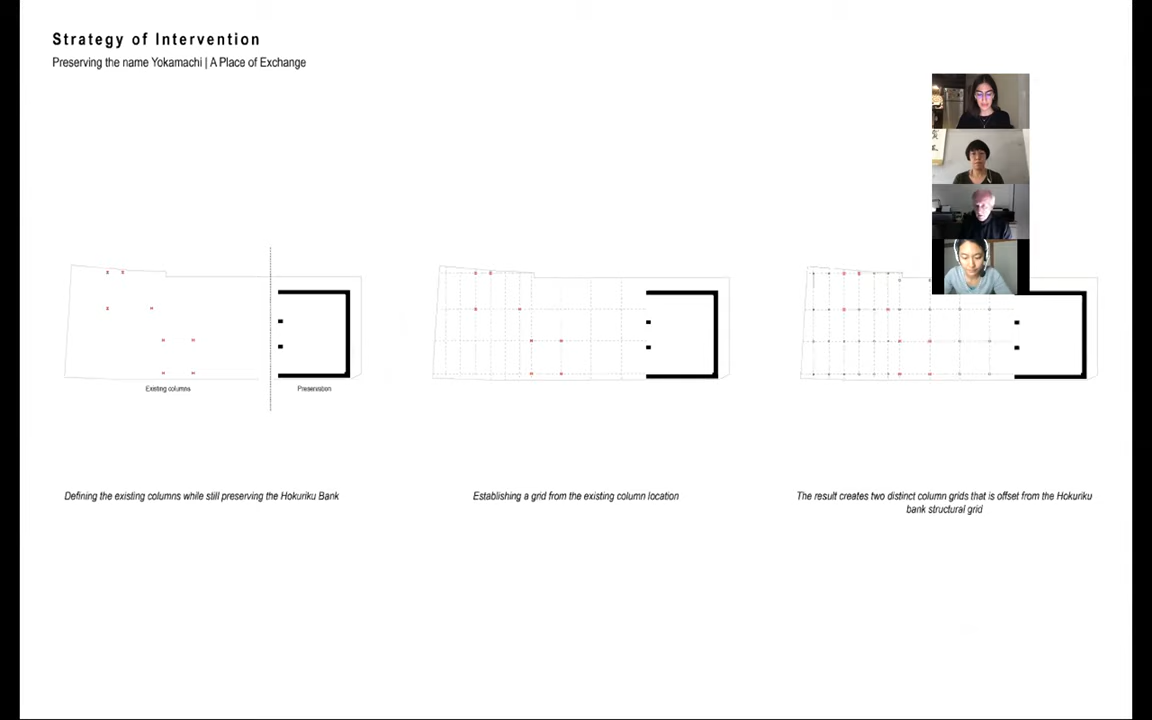 Strategy of Intervention
Preserving the name Yokamachi | A Place of Exchange
Existing columns
Preservation
Defining the existing columns while still preserving the Hokuriku Bank
Establishing a grid from the existing column location
The result creates two distinct column grids that is offset from the Hokuriku
bank structural grid